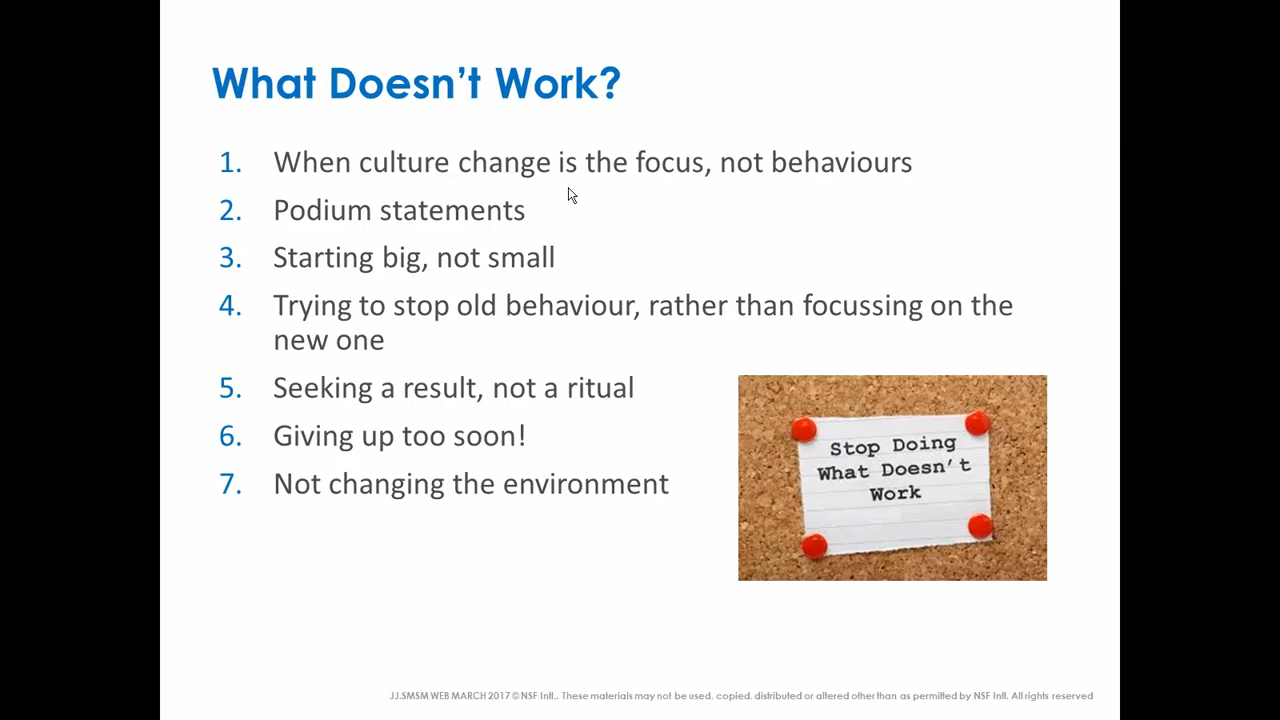 What Doesn't Work?
1. When culture change is the focus, not behaviours
2. Podium statements
3. Starting big, not small
4. Trying to stop old behaviour, rather than focussing on the
new one
5. Seeking a result, not a ritual
6. Giving up too soon!
7. Not changing the environment
Stop Doing
What Doesn't
Work
JJ.SMSM WEB MARCH 2017 © NSF Intl.. These materials may not be used, copied, distributed or altered other than as permitted by NSF Intl. All rights reserved